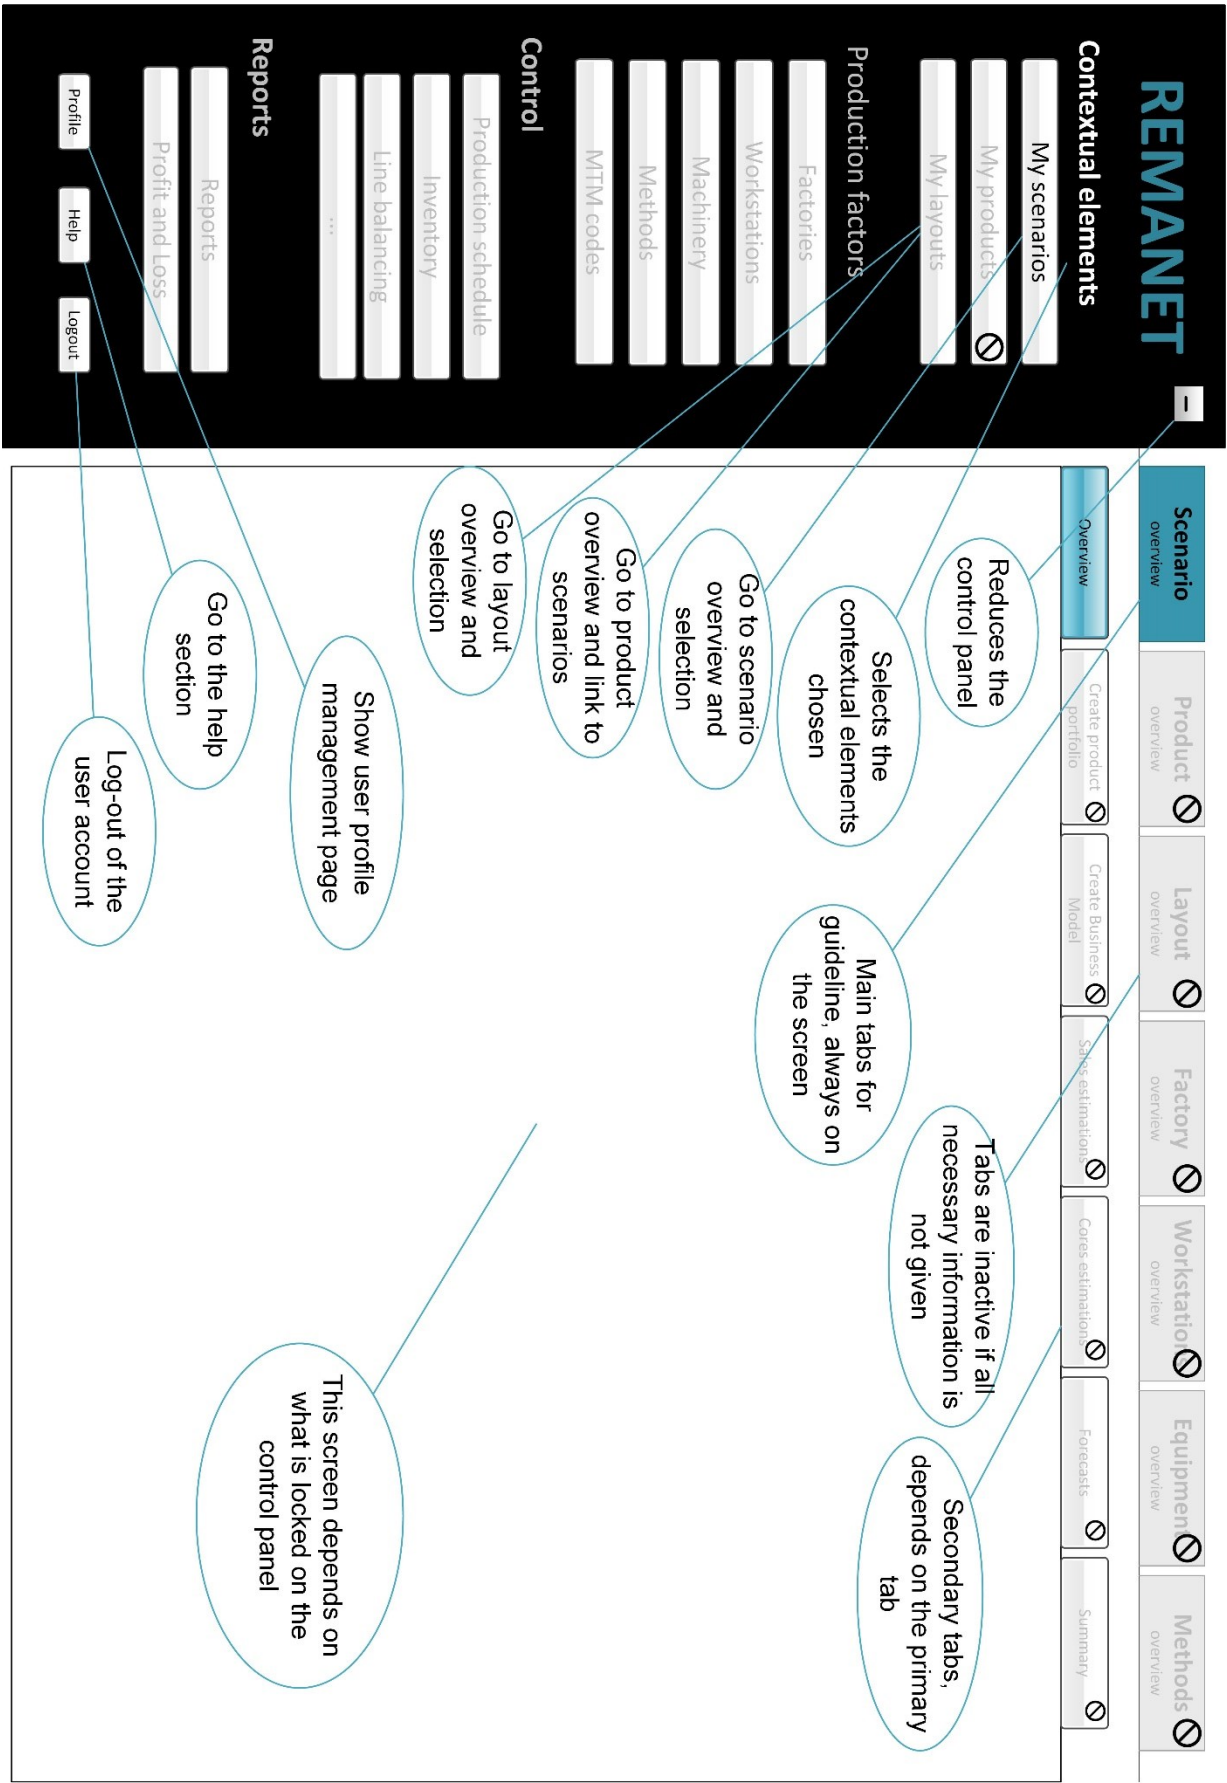 REMANET
Contextual elements
My scenarios
My products
My layouts
Production factors
Factories
Workstations
Machinery
Methods
MTM codes
Control
Production schedule
Inventory
Line balancing
...
Reports
Reports
Profit and Loss
Profile
Help
Logout
Scenario
overview
Product
overview
Layout
overview
Factory
overview
Workstations
overview
Equipment
overview
Methods
overview
Overview
Create product
portfolio
Create Business
Model
Sales estimations
Cores estimations
Forecasts
Summary
Reduces the
control panel
Selects the
contextual elements
chosen
Go to scenario
overview and
selection
Go to product
overview and link to
scenarios
Go to layout
overview and
selection
Show user profile
management page
Go to the help
section
Log-out of the
user account
Main tabs for
guideline, always on
the screen
Tabs are inactive if all
necessary information is
not given
Secondary tabs,
depends on the primary
tab
This screen depends on
what is locked on the
control panel